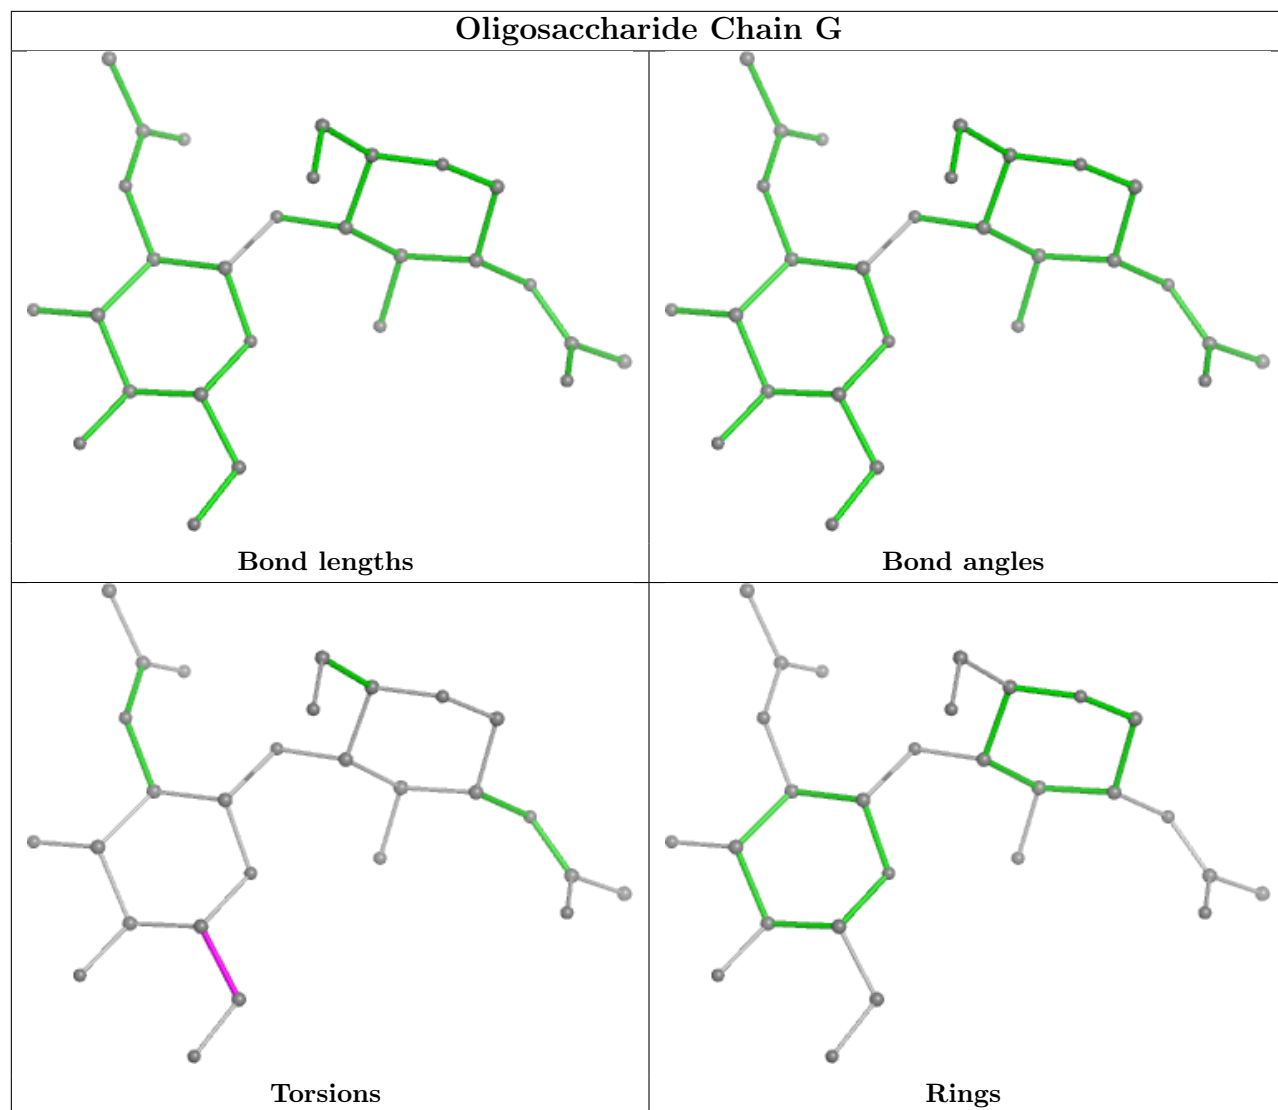 Oligosaccharide Chain G
Bond lengths
Bond angles
Torsions
Rings